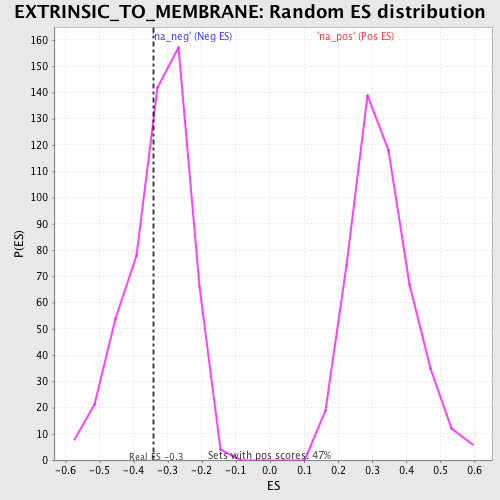 EXTRINSIC_TO_MEMBRANE: Random ES distribution
'na_neg' (Neg ES)
'na_pos' (Pos ES)
160
150
140
130
120
110
100
90
80
70
60
50
40
30
20
10
0
P(ES)
Real ES -0.3
Sets with pos scores: 47%
-0.6 -0.5 -0.4 -0.3 -0.2 -0.1 0.0 0.1 0.2 0.3 0.4 0.5 0.6
ES